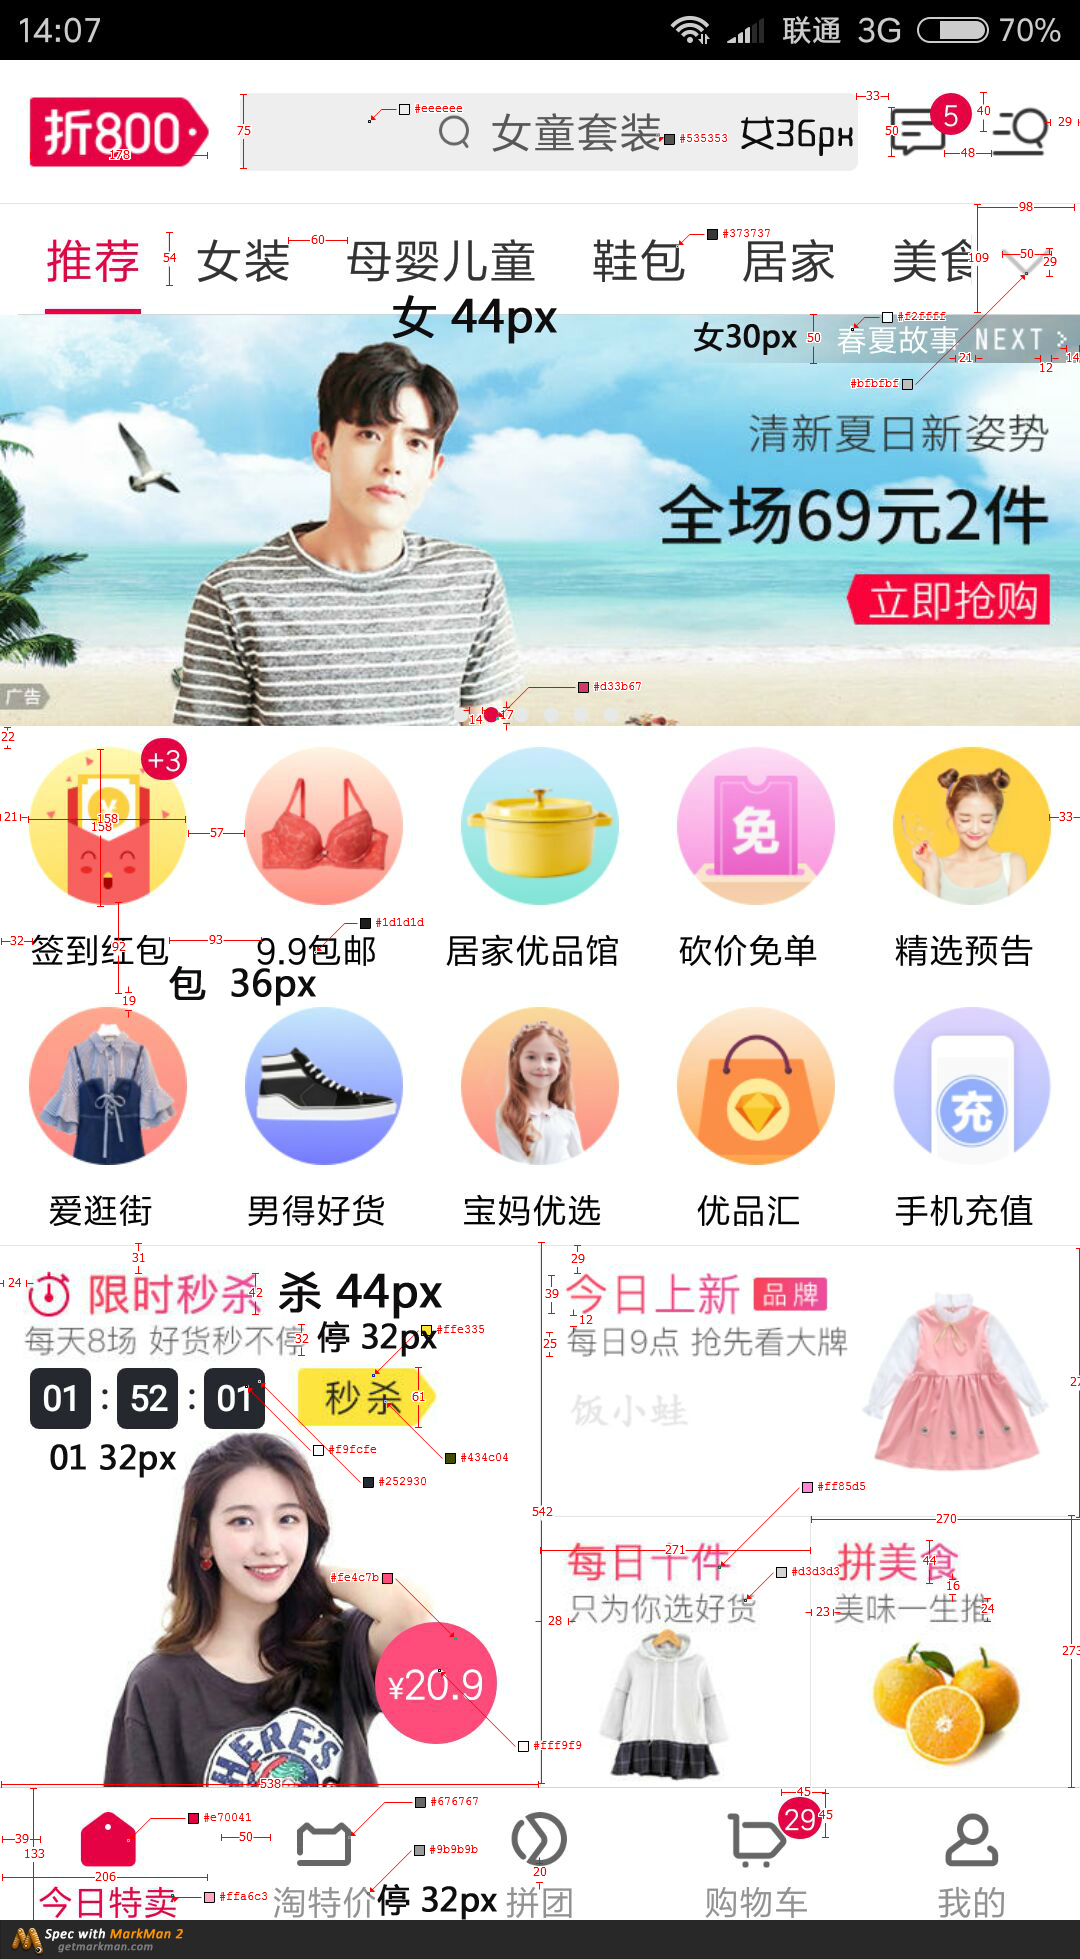 14:07 联通 3G 70%
折800 178
75 #eeeeee
女童套装 #535353 女36px
33 50 5 48 40 29
推荐 54 女装 60 母婴儿童 鞋包 #373737 居家 美食
98 109 50 29
女 44px
女30px 50 #f2ffff
春夏故事 NEXT
21 12 14
#bfbfbf
清新夏日新姿势
全场69元2件
立即抢购
广告
#d33b67
14 17
22
+3
21 158 158 57 免 33
#1d1d1d
32 签到红包 93 9.9包邮 居家优品馆 砍价免单 精选预告
92
包 36px
19
充
爱逛街 男得好货 宝妈优选 优品汇 手机充值
31 29
24 限时秒杀 42 杀 44px
39 今日上新 品牌
12
每天8场 好货秒不停 32 停 32px #ffe335
25 每日9点 抢先看大牌
01 : 52 : 01 秒杀 61
饭小蛙
27
#f9fcfe #434c04
01 32px #252930
#ff85d5
542 270
271 每日十件 拼美食 44
#fe4c7b #d3d3d3 16
28 只为你选好货 23 美味一生推 24
273
¥20.9
HERE'S
#fff9f9
538
#e70041 #676767 45 29 45
39 133 50 #9b9b9b
206 20
今日特卖 #ffa6c3 淘特价 停 32px 拼团 购物车 我的
Spec with MarkMan 2
getmarkman.com